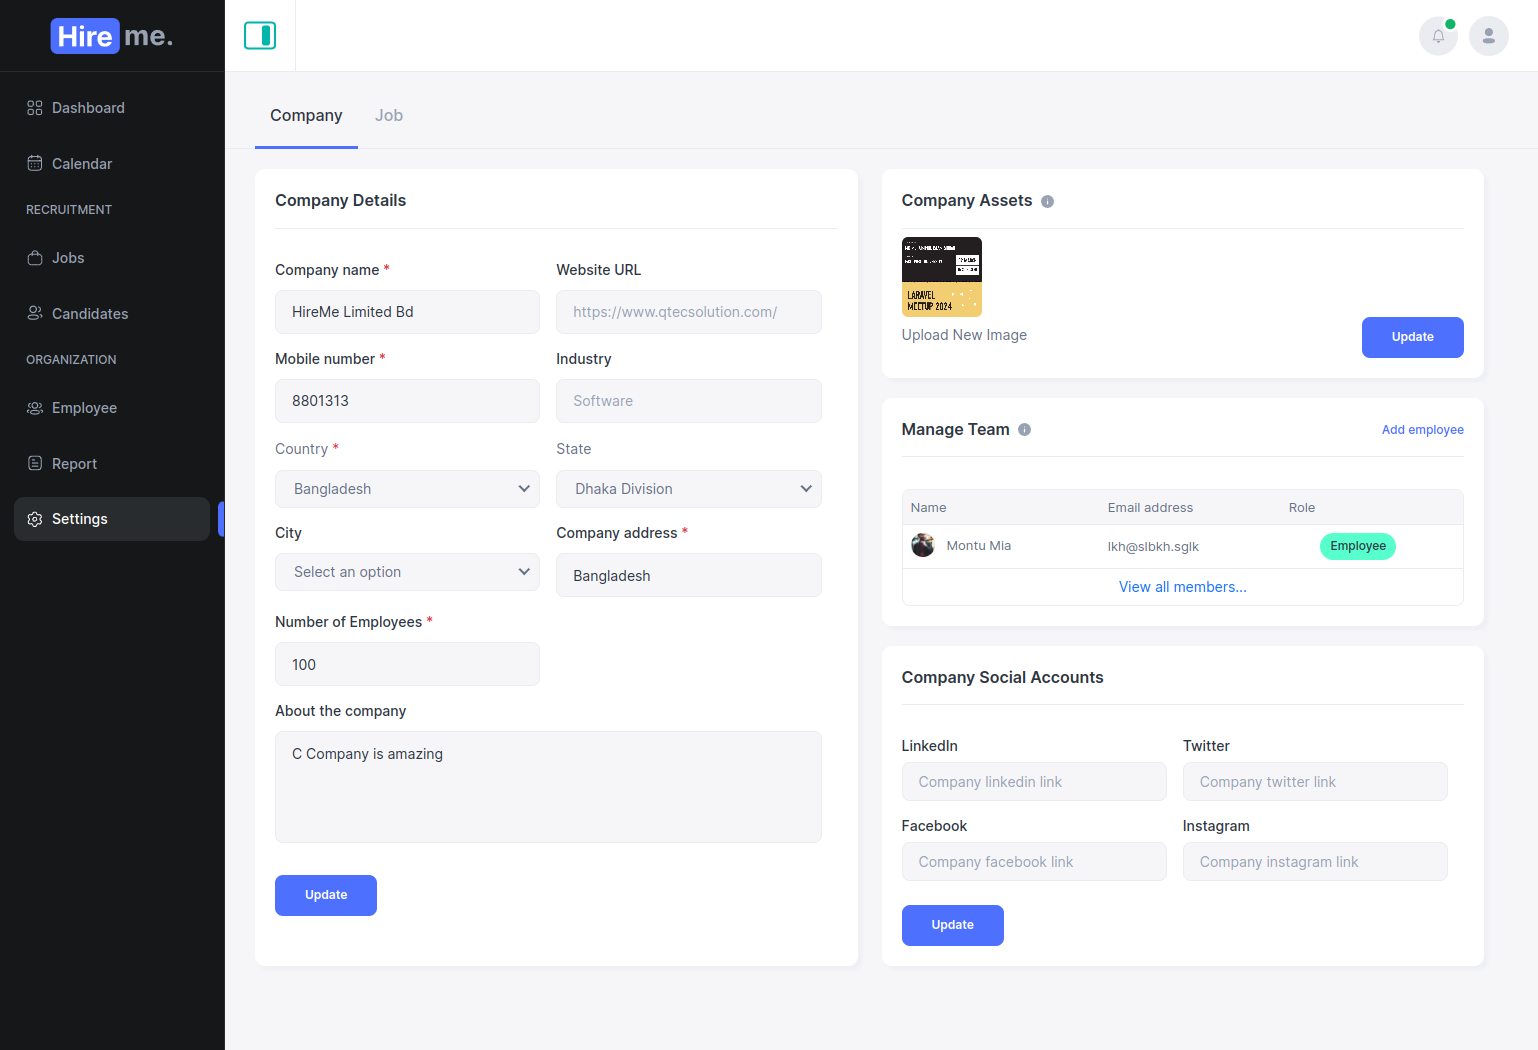 Hire me.
Dashboard
Calendar
RECRUITMENT
Jobs
Candidates
ORGANIZATION
Employee
Report
Settings
Company Job
Company Details
Company name *
HireMe Limited Bd
Website URL
https://www.qtecsolution.com/
Mobile number *
8801313
Industry
Software
Country *
Bangladesh
State
Dhaka Division
City
Select an option
Company address *
Bangladesh
Number of Employees *
100
About the company
C Company is amazing
Update
Company Assets
LARAVEL
MEETUP 2024
Upload New Image
Update
Manage Team
Add employee
Name Email address Role
Montu Mia lkh@slbkh.sglk Employee
View all members...
Company Social Accounts
LinkedIn
Company linkedin link
Twitter
Company twitter link
Facebook
Company facebook link
Instagram
Company instagram link
Update